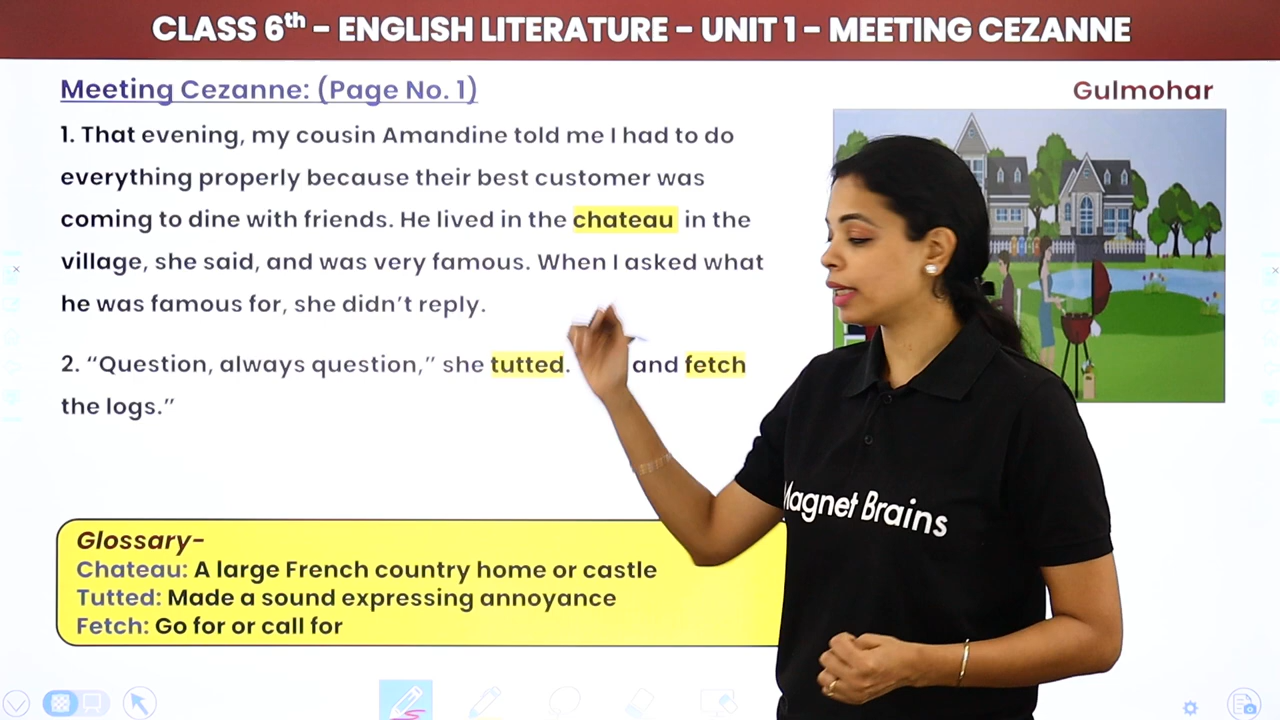 CLASS 6th - ENGLISH LITERATURE - UNIT 1 - MEETING CEZANNE
Meeting Cezanne: (Page No. 1)
Gulmohar
1. That evening, my cousin Amandine told me I had to do
everything properly because their best customer was
coming to dine with friends. He lived in the chateau in the
village, she said, and was very famous. When I asked what
he was famous for, she didn't reply.
2. “Question, always question,” she tutted. and fetch
the logs.”
Glossary-
Chateau: A large French country home or castle
Tutted: Made a sound expressing annoyance
Fetch: Go for or call for
Magnet Brains